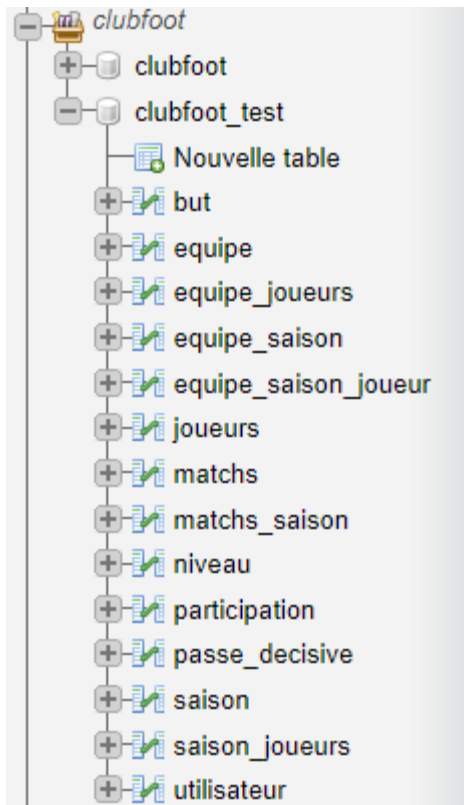 clubfoot
clubfoot
clubfoot_test
Nouvelle table
but
equipe
equipe_joueurs
equipe_saison
equipe_saison_joueur
joueurs
matchs
matchs_saison
niveau
participation
passe_decisive
saison
saison_joueurs
utilisateur